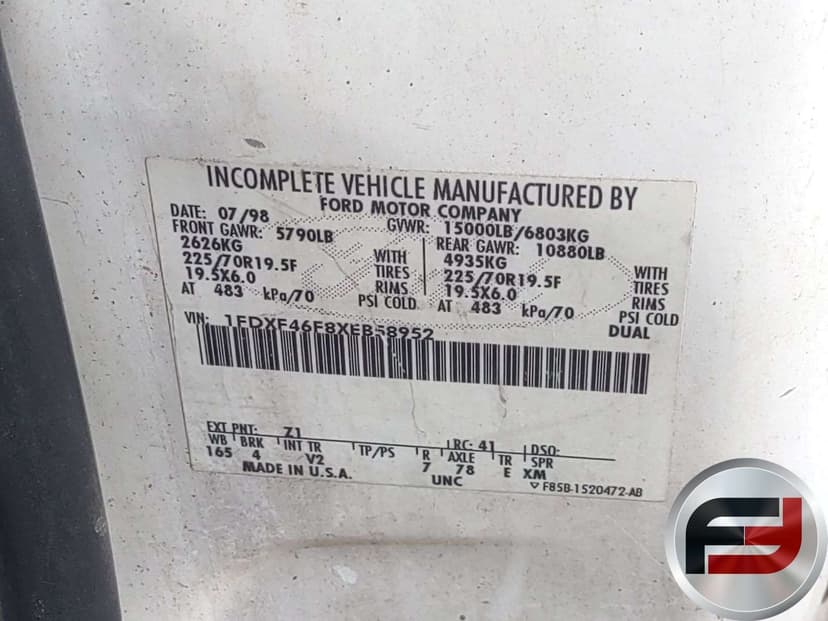 INCOMPLETE VEHICLE MANUFACTURED BY
FORD MOTOR COMPANY
DATE: 07/98 GVWR: 15000LB/6803KG
FRONT GAWR: 5790LB REAR GAWR: 10880LB
2626KG WITH 4935KG WITH
225/70R19.5F TIRES 225/70R19.5F TIRES
19.5X6.0 RIMS 19.5X6.0 RIMS
AT 483 kPa/70 PSI COLD AT 483 kPa/70 PSI COLD
DUAL
VIN: 1FDXF46F8XEB58952
EXT PNT: Z1 RC: 41 DSO:
WB BRK INT TR TP/PS R AXLE TR SPR
165 4 V2 7 78 E XM
MADE IN U.S.A. UNC
F85B-1520472-AB